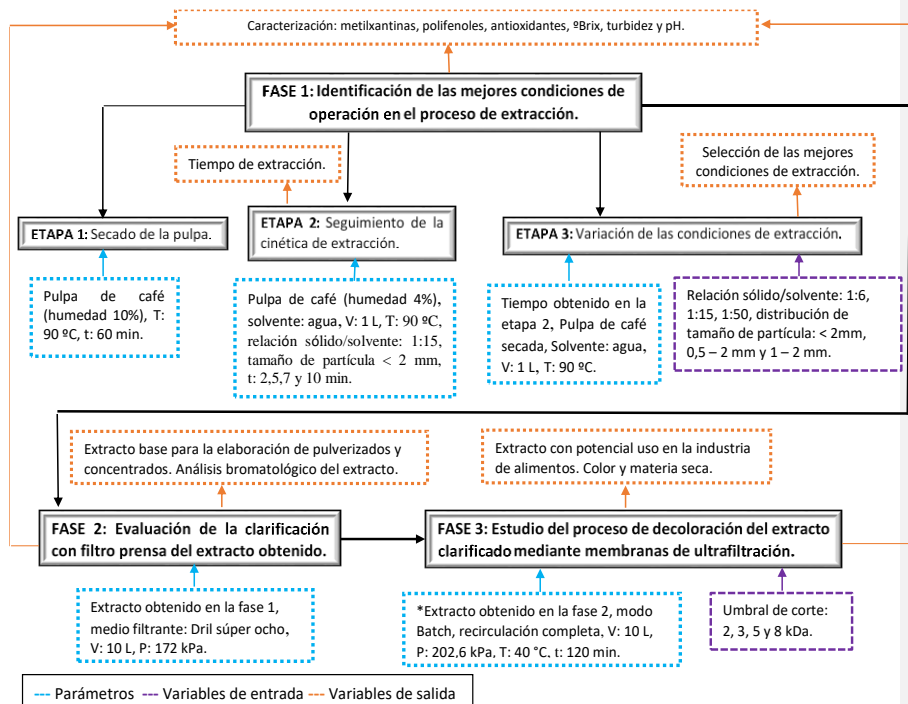 Caracterización: metilxantinas, polifenoles, antioxidantes, ºBrix, turbidez y pH.
FASE 1: Identificación de las mejores condiciones de
operación en el proceso de extracción.
Tiempo de extracción.
Selección de las mejores
condiciones de extracción.
ETAPA 1: Secado de la pulpa.
ETAPA 2: Seguimiento de la
cinética de extracción.
ETAPA 3: Variación de las condiciones de extracción.
Pulpa de café
(humedad 10%), T:
90 ºC, t: 60 min.
Pulpa de café (humedad 4%),
solvente: agua, V: 1 L, T: 90 ºC,
relación sólido/solvente: 1:15,
tamaño de partícula < 2 mm,
t: 2,5,7 y 10 min.
Tiempo obtenido en la
etapa 2, Pulpa de café
secada, Solvente: agua,
V: 1 L, T: 90 ºC.
Relación sólido/solvente: 1:6,
1:15, 1:50, distribución de
tamaño de partícula: < 2mm,
0,5 – 2 mm y 1 – 2 mm.
Extracto base para la elaboración de pulverizados y
concentrados. Análisis bromatológico del extracto.
Extracto con potencial uso en la industria
de alimentos. Color y materia seca.
FASE 2: Evaluación de la clarificación
con filtro prensa del extracto obtenido.
FASE 3: Estudio del proceso de decoloración del extracto
clarificado mediante membranas de ultrafiltración.
Extracto obtenido en la fase 1,
medio filtrante: Dril súper ocho,
V: 10 L, P: 172 kPa.
*Extracto obtenido en la fase 2, modo
Batch, recirculación completa, V: 10 L,
P: 202,6 kPa, T: 40 °C, t: 120 min.
Umbral de corte:
2, 3, 5 y 8 kDa.
--- Parámetros --- Variables de entrada --- Variables de salida